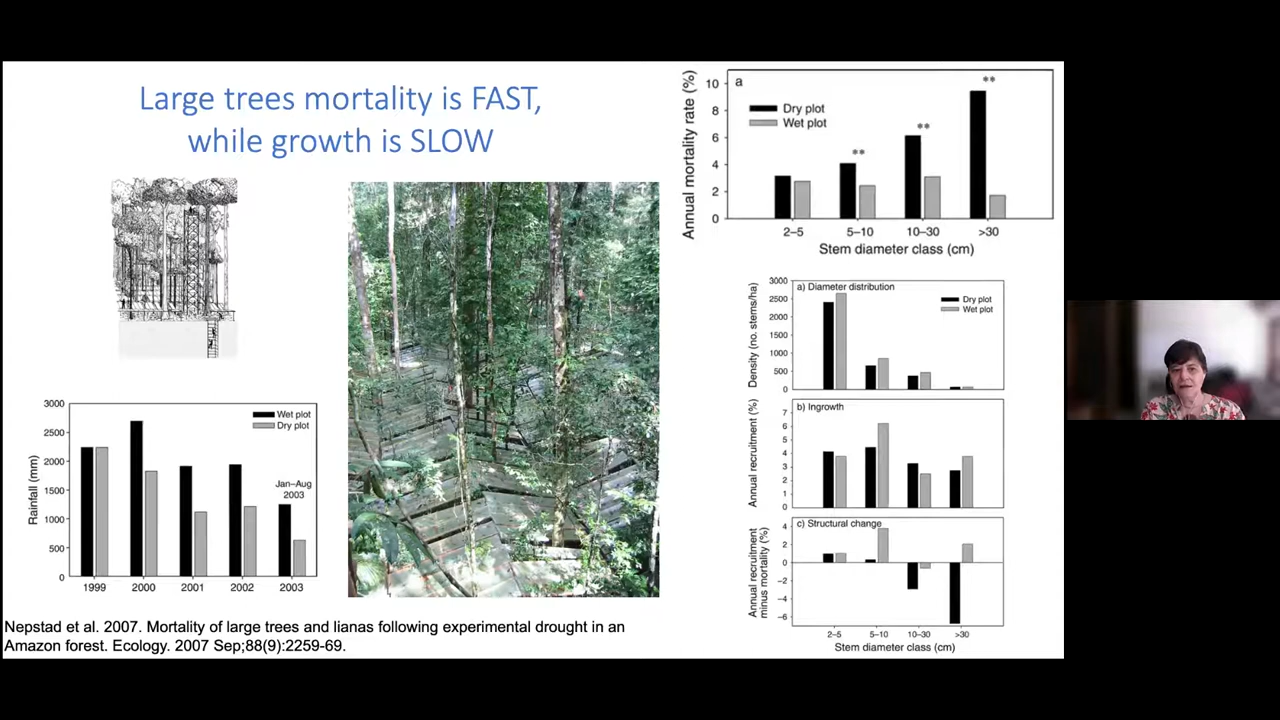 Large trees mortality is FAST,
while growth is SLOW
3000
2500
2000
1500
1000
500
0
Rainfall (mm)
Wet plot
Dry plot
Jan–Aug
2003
1999 2000 2001 2002 2003
Nepstad et al. 2007. Mortality of large trees and lianas following experimental drought in an
Amazon forest. Ecology. 2007 Sep;88(9):2259-69.
a
Annual mortality rate (%)
10
8
6
4
2
0
Dry plot
Wet plot
**
**
**
2–5 5–10 10–30 >30
Stem diameter class (cm)
a) Diameter distribution
Density (no. stems/ha)
3000
2500
2000
1500
1000
500
0
Dry plot
Wet plot
b) Ingrowth
Annual recruitment (%)
7
6
5
4
3
2
1
0
c) Structural change
Annual recruitment
minus mortality (%)
4
2
0
−2
−4
−6
2–5 5–10 10–30 >30
Stem diameter class (cm)